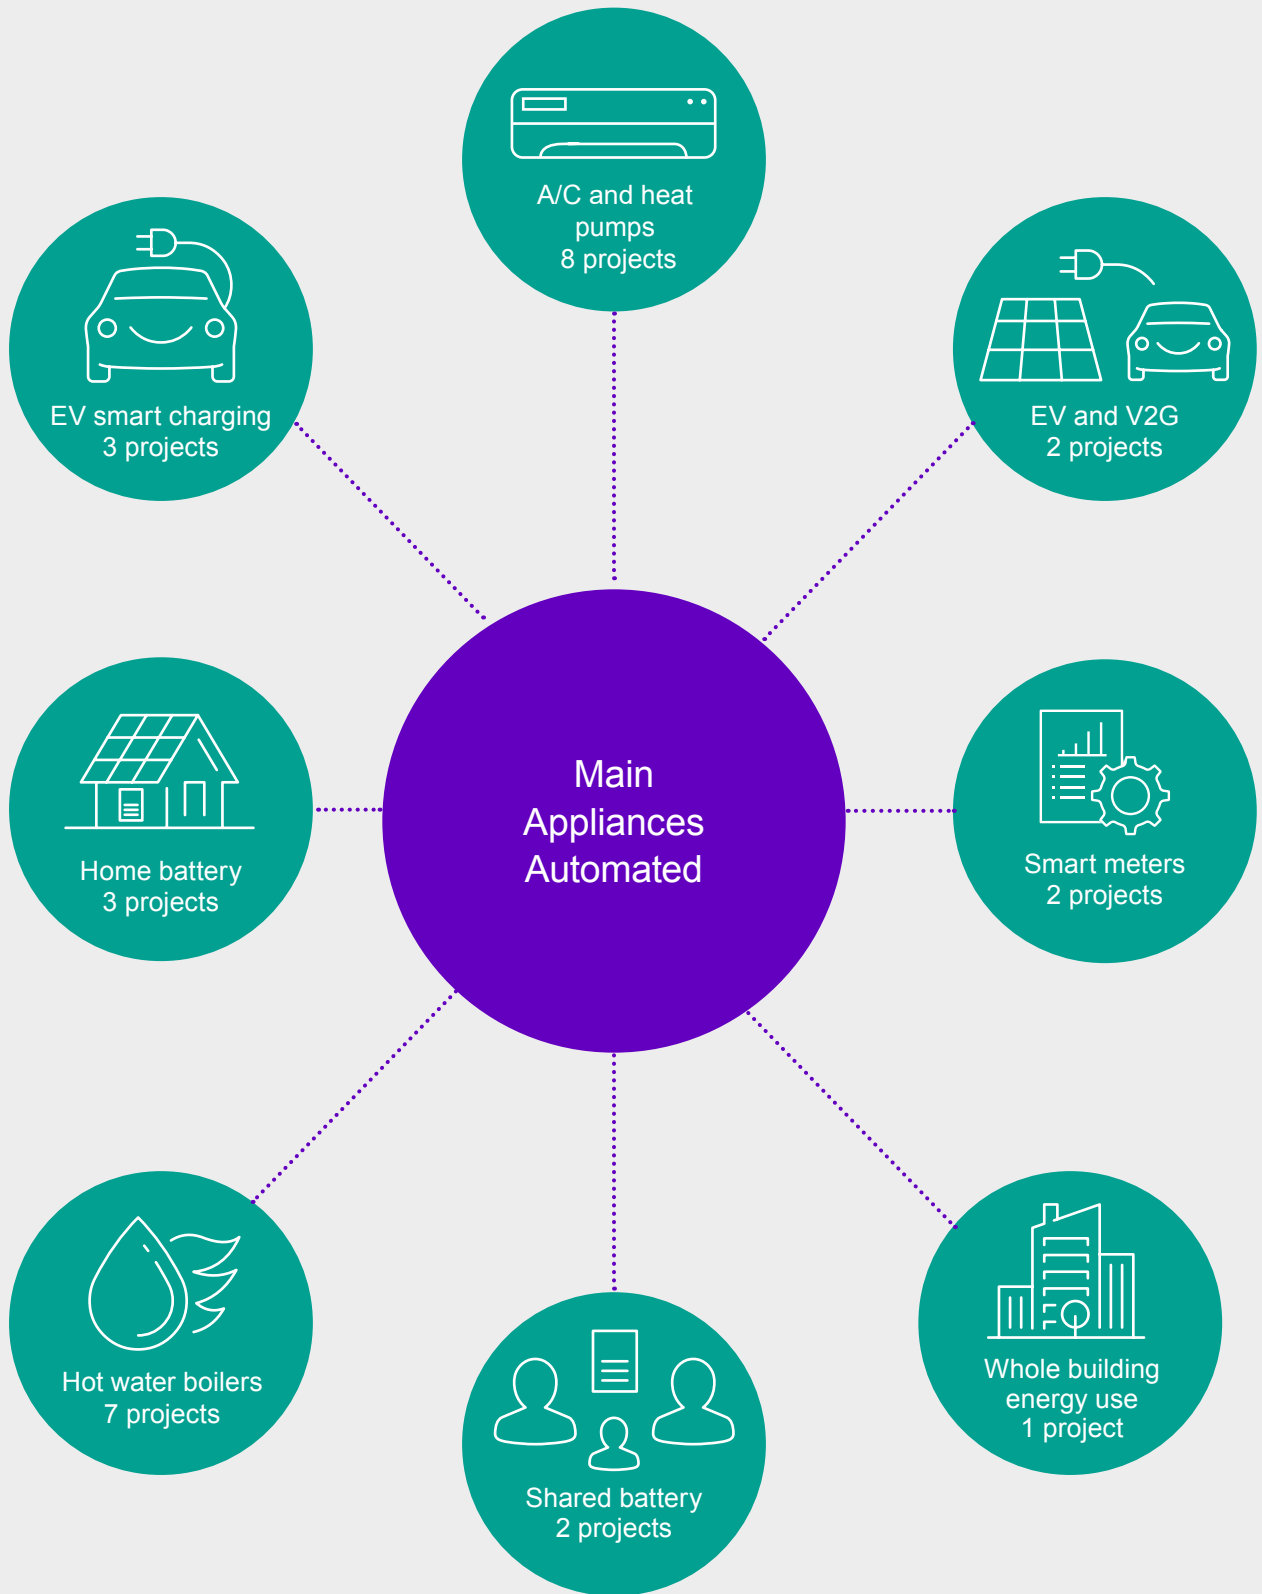 A/C and heat
pumps
8 projects
EV smart charging
3 projects
EV and V2G
2 projects
Main
Appliances
Automated
Home battery
3 projects
Smart meters
2 projects
Hot water boilers
7 projects
Whole building
energy use
1 project
Shared battery
2 projects